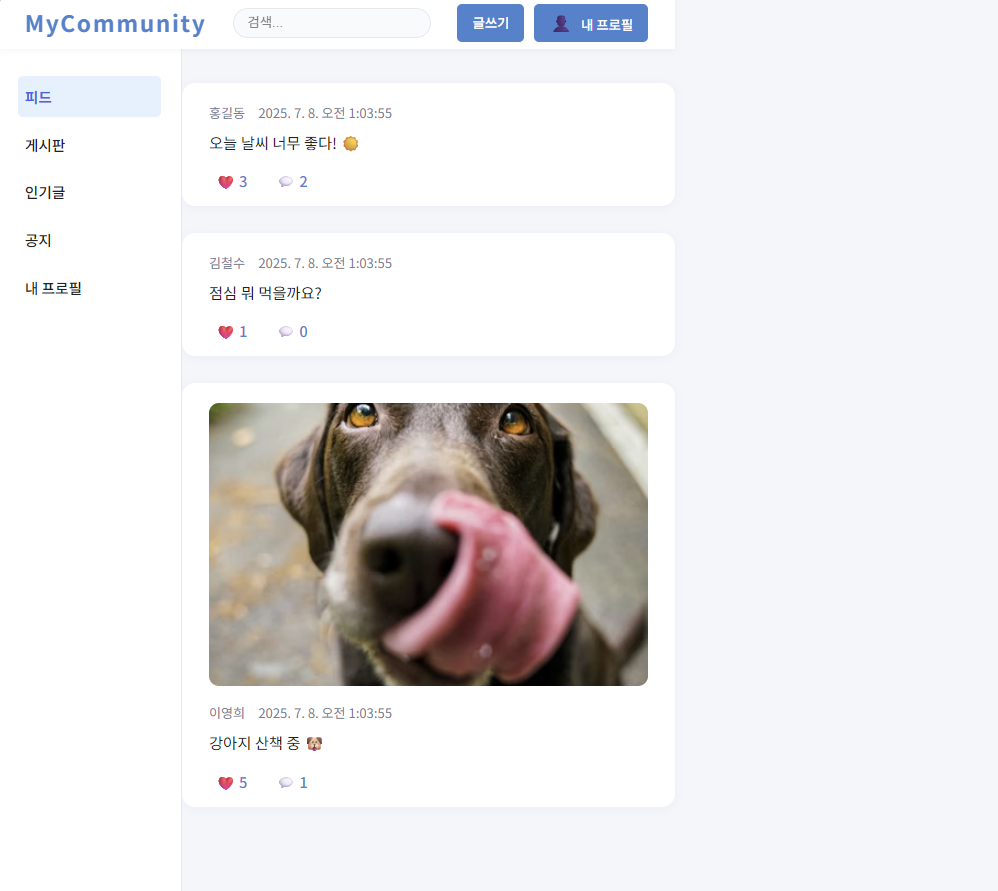 MyCommunity 검색... 글쓰기 👤 내 프로필
피드
게시판
인기글
공지
내 프로필
홍길동 2025. 7. 8. 오전 1:03:55
오늘 날씨 너무 좋다! 🌞
❤️ 3 💬 2
김철수 2025. 7. 8. 오전 1:03:55
점심 뭐 먹을까요?
❤️ 1 💬 0
이영희 2025. 7. 8. 오전 1:03:55
강아지 산책 중 🐶
❤️ 5 💬 1